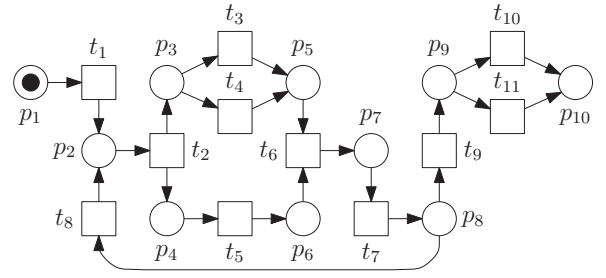 t3 t10
t1 p3 p5 p9
t4 p7 t11
p1 p10
p2 t2 t6 t9
t8 p8
p4 t5 p6 t7